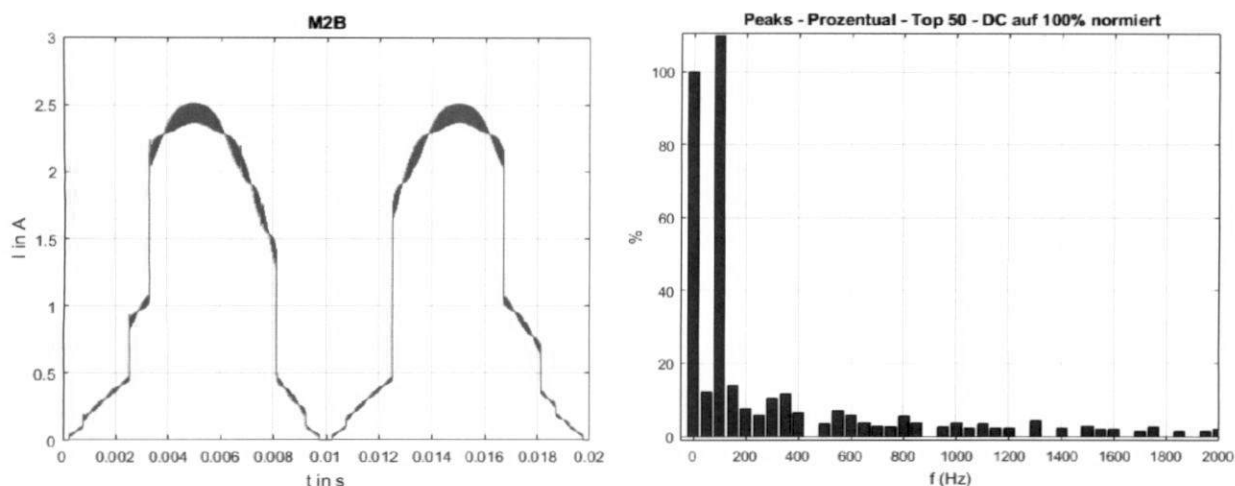 M2B
I in A
3
2.5
2
1.5
1
0.5
0
0 0.002 0.004 0.006 0.008 0.01 0.012 0.014 0.016 0.018 0.02
t in s
Peaks - Prozentual - Top 50 - DC auf 100% normiert
%
100
80
60
40
20
0
0 200 400 600 800 1000 1200 1400 1600 1800 2000
f (Hz)